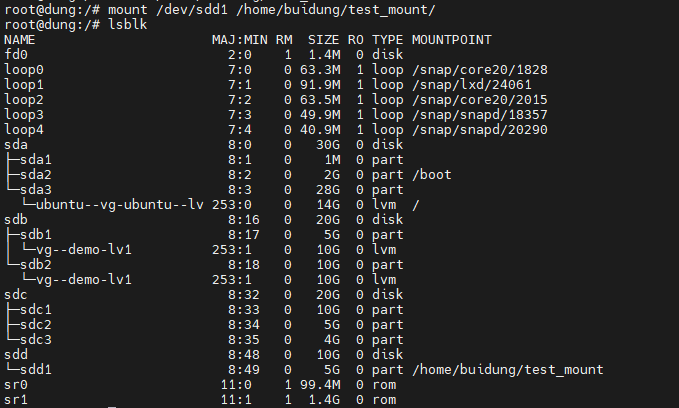 root@dung:/# mount /dev/sdd1 /home/buidung/test_mount/
root@dung:/# lsblk
NAME                      MAJ:MIN RM  SIZE RO TYPE MOUNTPOINT
fd0                         2:0    1  1.4M  0 disk
loop0                       7:0    0 63.3M  1 loop /snap/core20/1828
loop1                       7:1    0 91.9M  1 loop /snap/lxd/24061
loop2                       7:2    0 63.5M  1 loop /snap/core20/2015
loop3                       7:3    0 49.9M  1 loop /snap/snapd/18357
loop4                       7:4    0 40.9M  1 loop /snap/snapd/20290
sda                         8:0    0   30G  0 disk
├─sda1                      8:1    0    1M  0 part
├─sda2                      8:2    0    2G  0 part /boot
└─sda3                      8:3    0   28G  0 part
  └─ubuntu--vg-ubuntu--lv 253:0    0   14G  0 lvm  /
sdb                         8:16   0   20G  0 disk
├─sdb1                      8:17   0    5G  0 part
│ └─vg--demo-lv1          253:1    0   10G  0 lvm
└─sdb2                      8:18   0   10G  0 part
  └─vg--demo-lv1          253:1    0   10G  0 lvm
sdc                         8:32   0   20G  0 disk
├─sdc1                      8:33   0   10G  0 part
├─sdc2                      8:34   0    5G  0 part
└─sdc3                      8:35   0    4G  0 part
sdd                         8:48   0   10G  0 disk
└─sdd1                      8:49   0    5G  0 part /home/buidung/test_mount
sr0                        11:0    1 99.4M  0 rom
sr1                        11:1    1  1.4G  0 rom